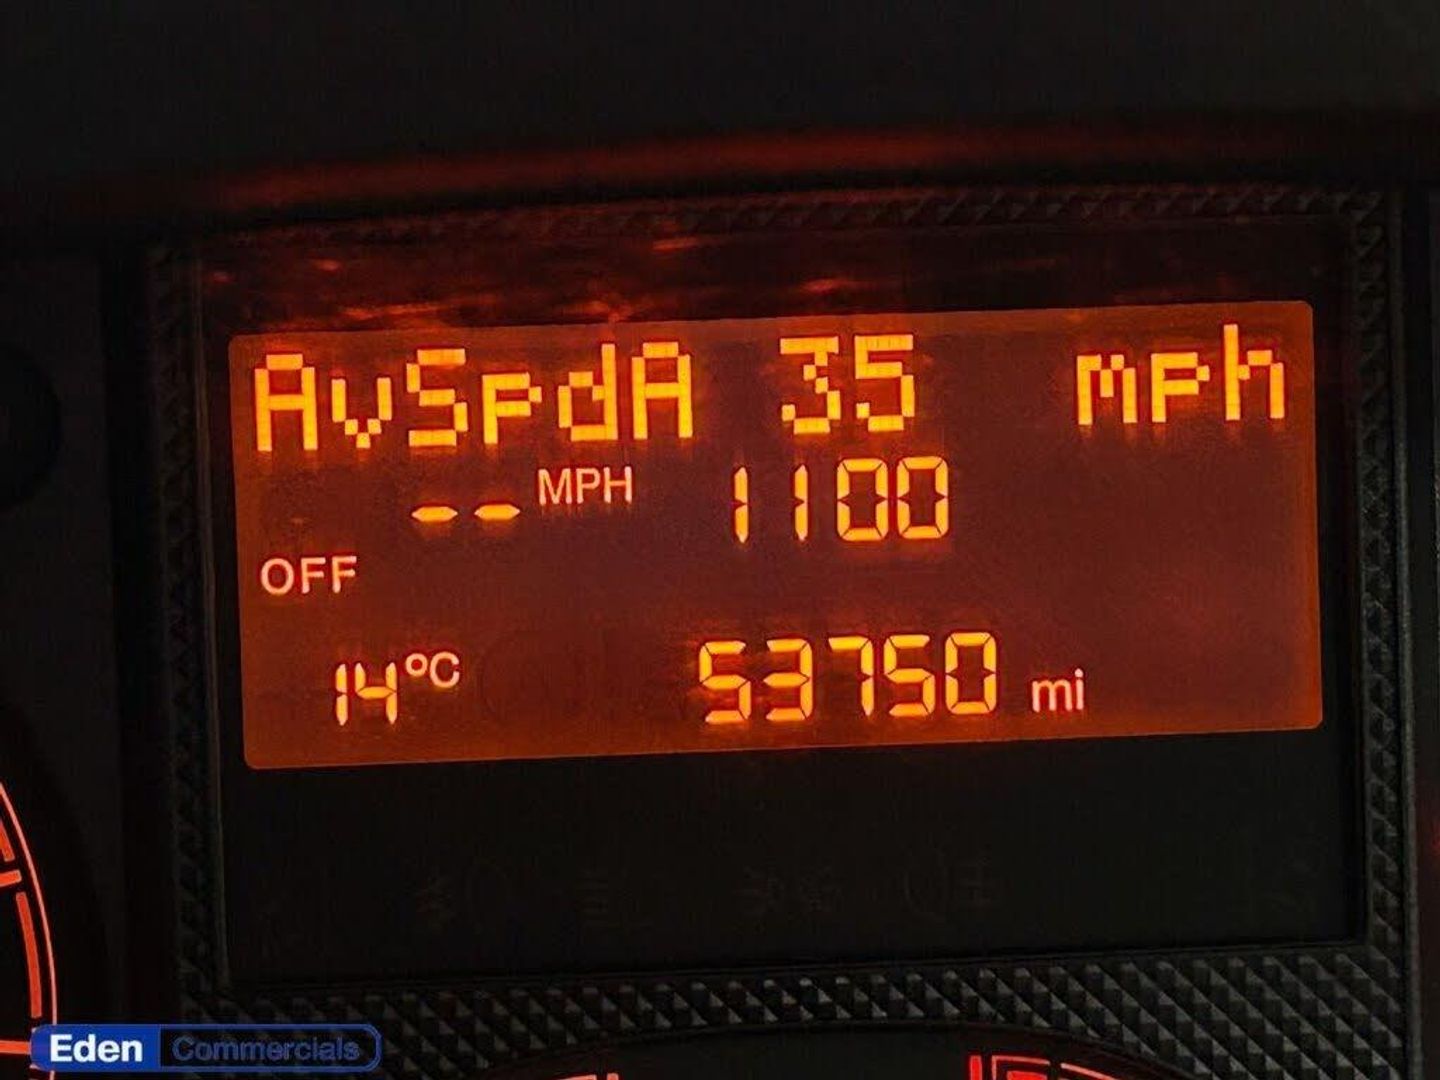 AvSpdA 35 mph
-- MPH 1100
OFF
14°C 53750 mi
Eden Commercials